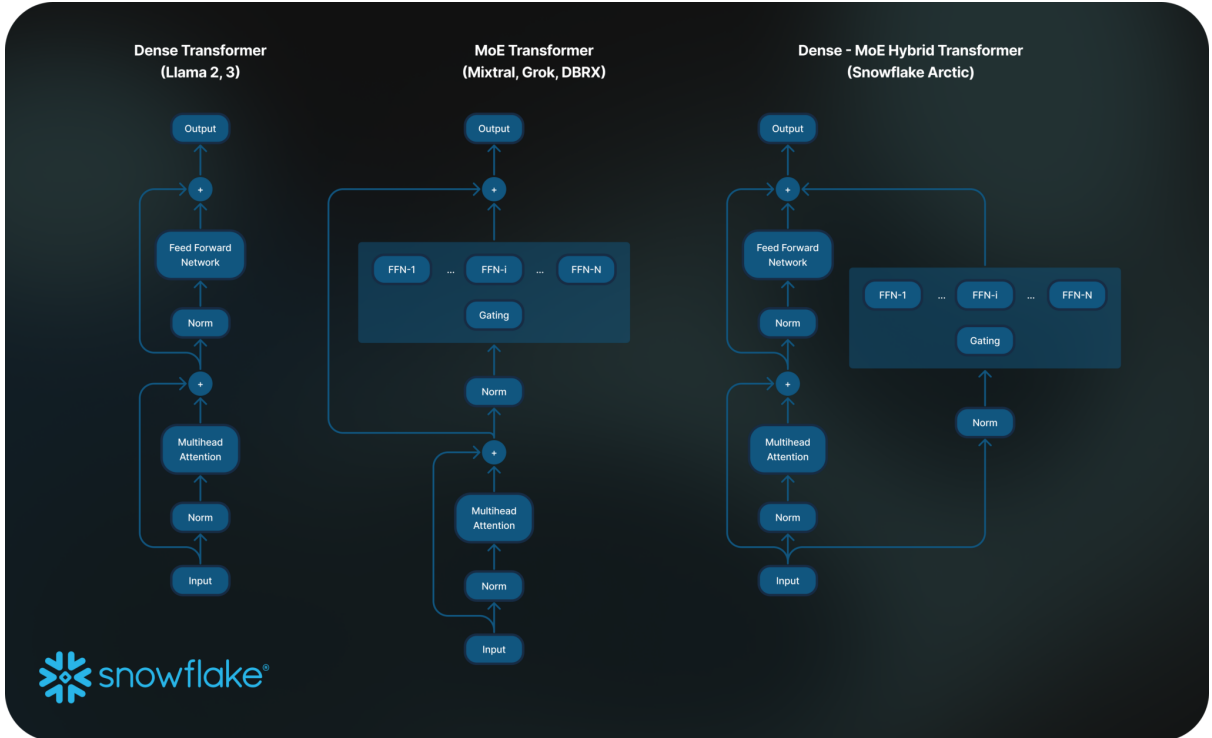 Dense Transformer
(Llama 2, 3)
Output
+
Feed Forward
Network
Norm
+
Multihead
Attention
Norm
Input
MoE Transformer
(Mixtral, Grok, DBRX)
Output
+
FFN-1 ... FFN-i ... FFN-N
Gating
Norm
+
Multihead
Attention
Norm
Input
Dense - MoE Hybrid Transformer
(Snowflake Arctic)
Output
+
Feed Forward
Network
Norm
+
Multihead
Attention
Norm
Input
FFN-1 ... FFN-i ... FFN-N
Gating
Norm
snowflake®